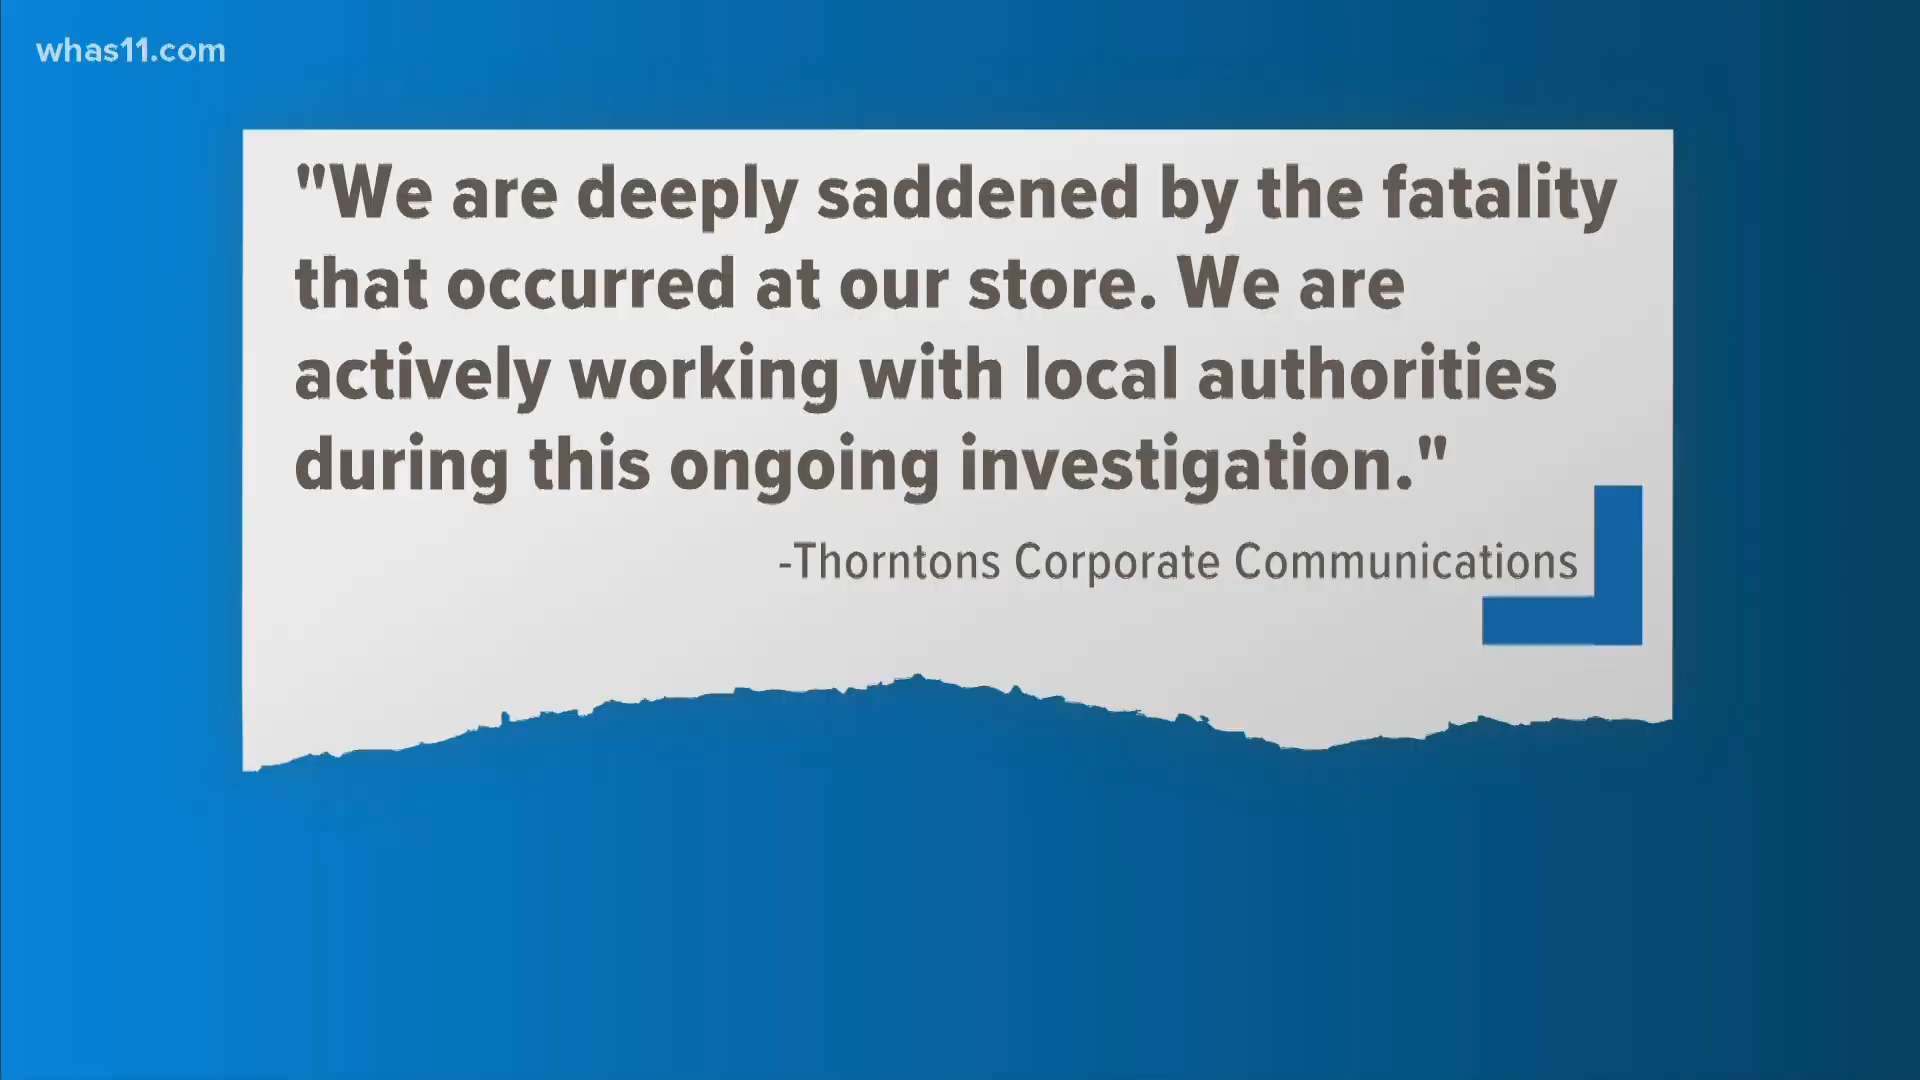 whas11.com
"We are deeply saddened by the fatality
that occurred at our store. We are
actively working with local authorities
during this ongoing investigation."
-Thorntons Corporate Communications